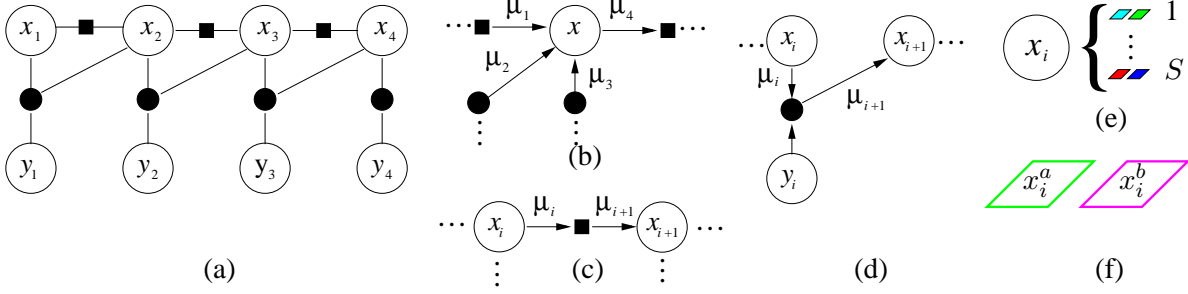 x₁ x₂ x₃ x₄
y₁ y₂ y₃ y₄
(a)
··· μ₁ x μ₄ ···
μ₂ μ₃
(b)
··· xᵢ μᵢ μᵢ₊₁ xᵢ₊₁ ···
(c)
··· xᵢ xᵢ₊₁ ···
μᵢ μᵢ₊₁
yᵢ
(d)
xᵢ { 1
⋮
S
(e)
xᵢᵃ xᵢᵇ
(f)